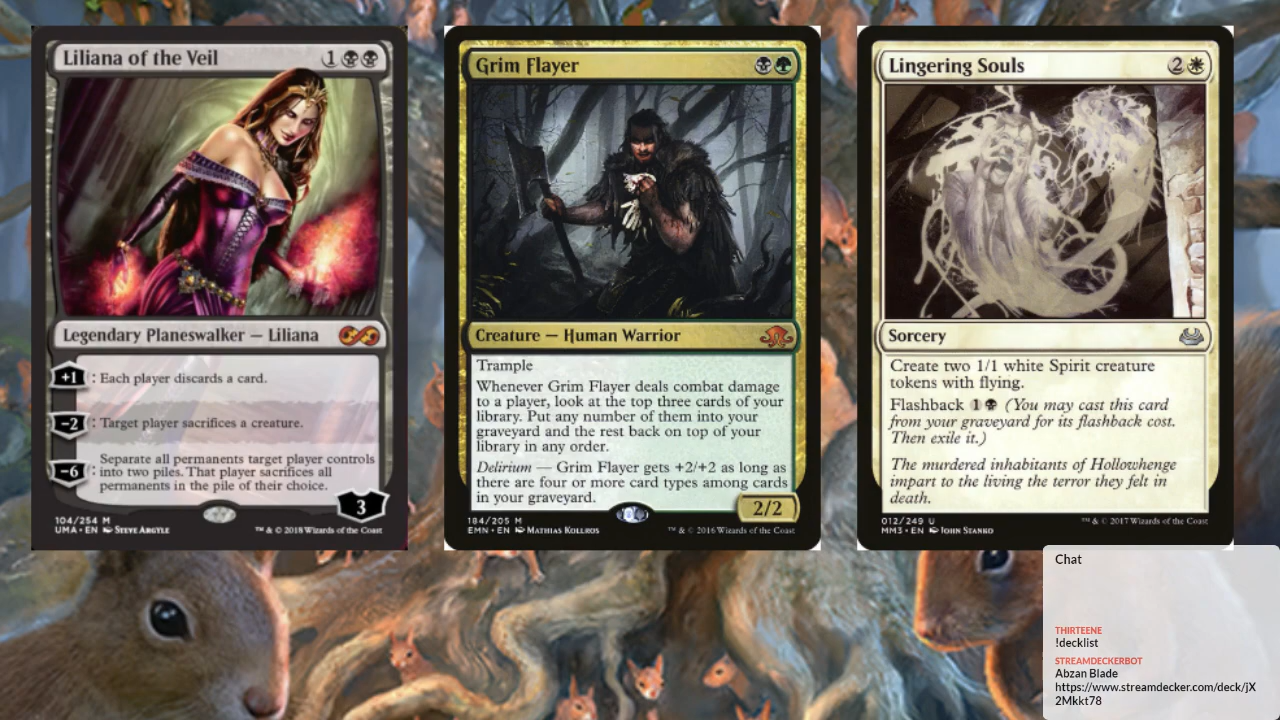 Liliana of the Veil 1
Legendary Planeswalker — Liliana
+1 : Each player discards a card.
-2 : Target player sacrifices a creature.
-6 : Separate all permanents target player controls
into two piles. That player sacrifices all
permanents in the pile of their choice.
3
104/254 M
UMA • EN STEVE ARGYLE
™ & © 2018 Wizards of the Coast
Grim Flayer
Creature — Human Warrior
Trample
Whenever Grim Flayer deals combat damage
to a player, look at the top three cards of your
library. Put any number of them into your
graveyard and the rest back on top of your
library in any order.
Delirium — Grim Flayer gets +2/+2 as long as
there are four or more card types among cards
in your graveyard.
2/2
184/205 M
EMN • EN MATHIAS KOLLROS
™ & © 2016 Wizards of the Coast
Lingering Souls 2
Sorcery
Create two 1/1 white Spirit creature
tokens with flying.
Flashback 1 (You may cast this card
from your graveyard for its flashback cost.
Then exile it.)
The murdered inhabitants of Hollowhenge
impart to the living the terror they felt in
death.
012/249 U
MM3 • EN JOHN STANKO
™ & © 2017 Wizards of the Coast
Chat
THIRTEENE
!decklist
STREAMDECKERBOT
Abzan Blade
https://www.streamdecker.com/deck/jX
2Mkkt78